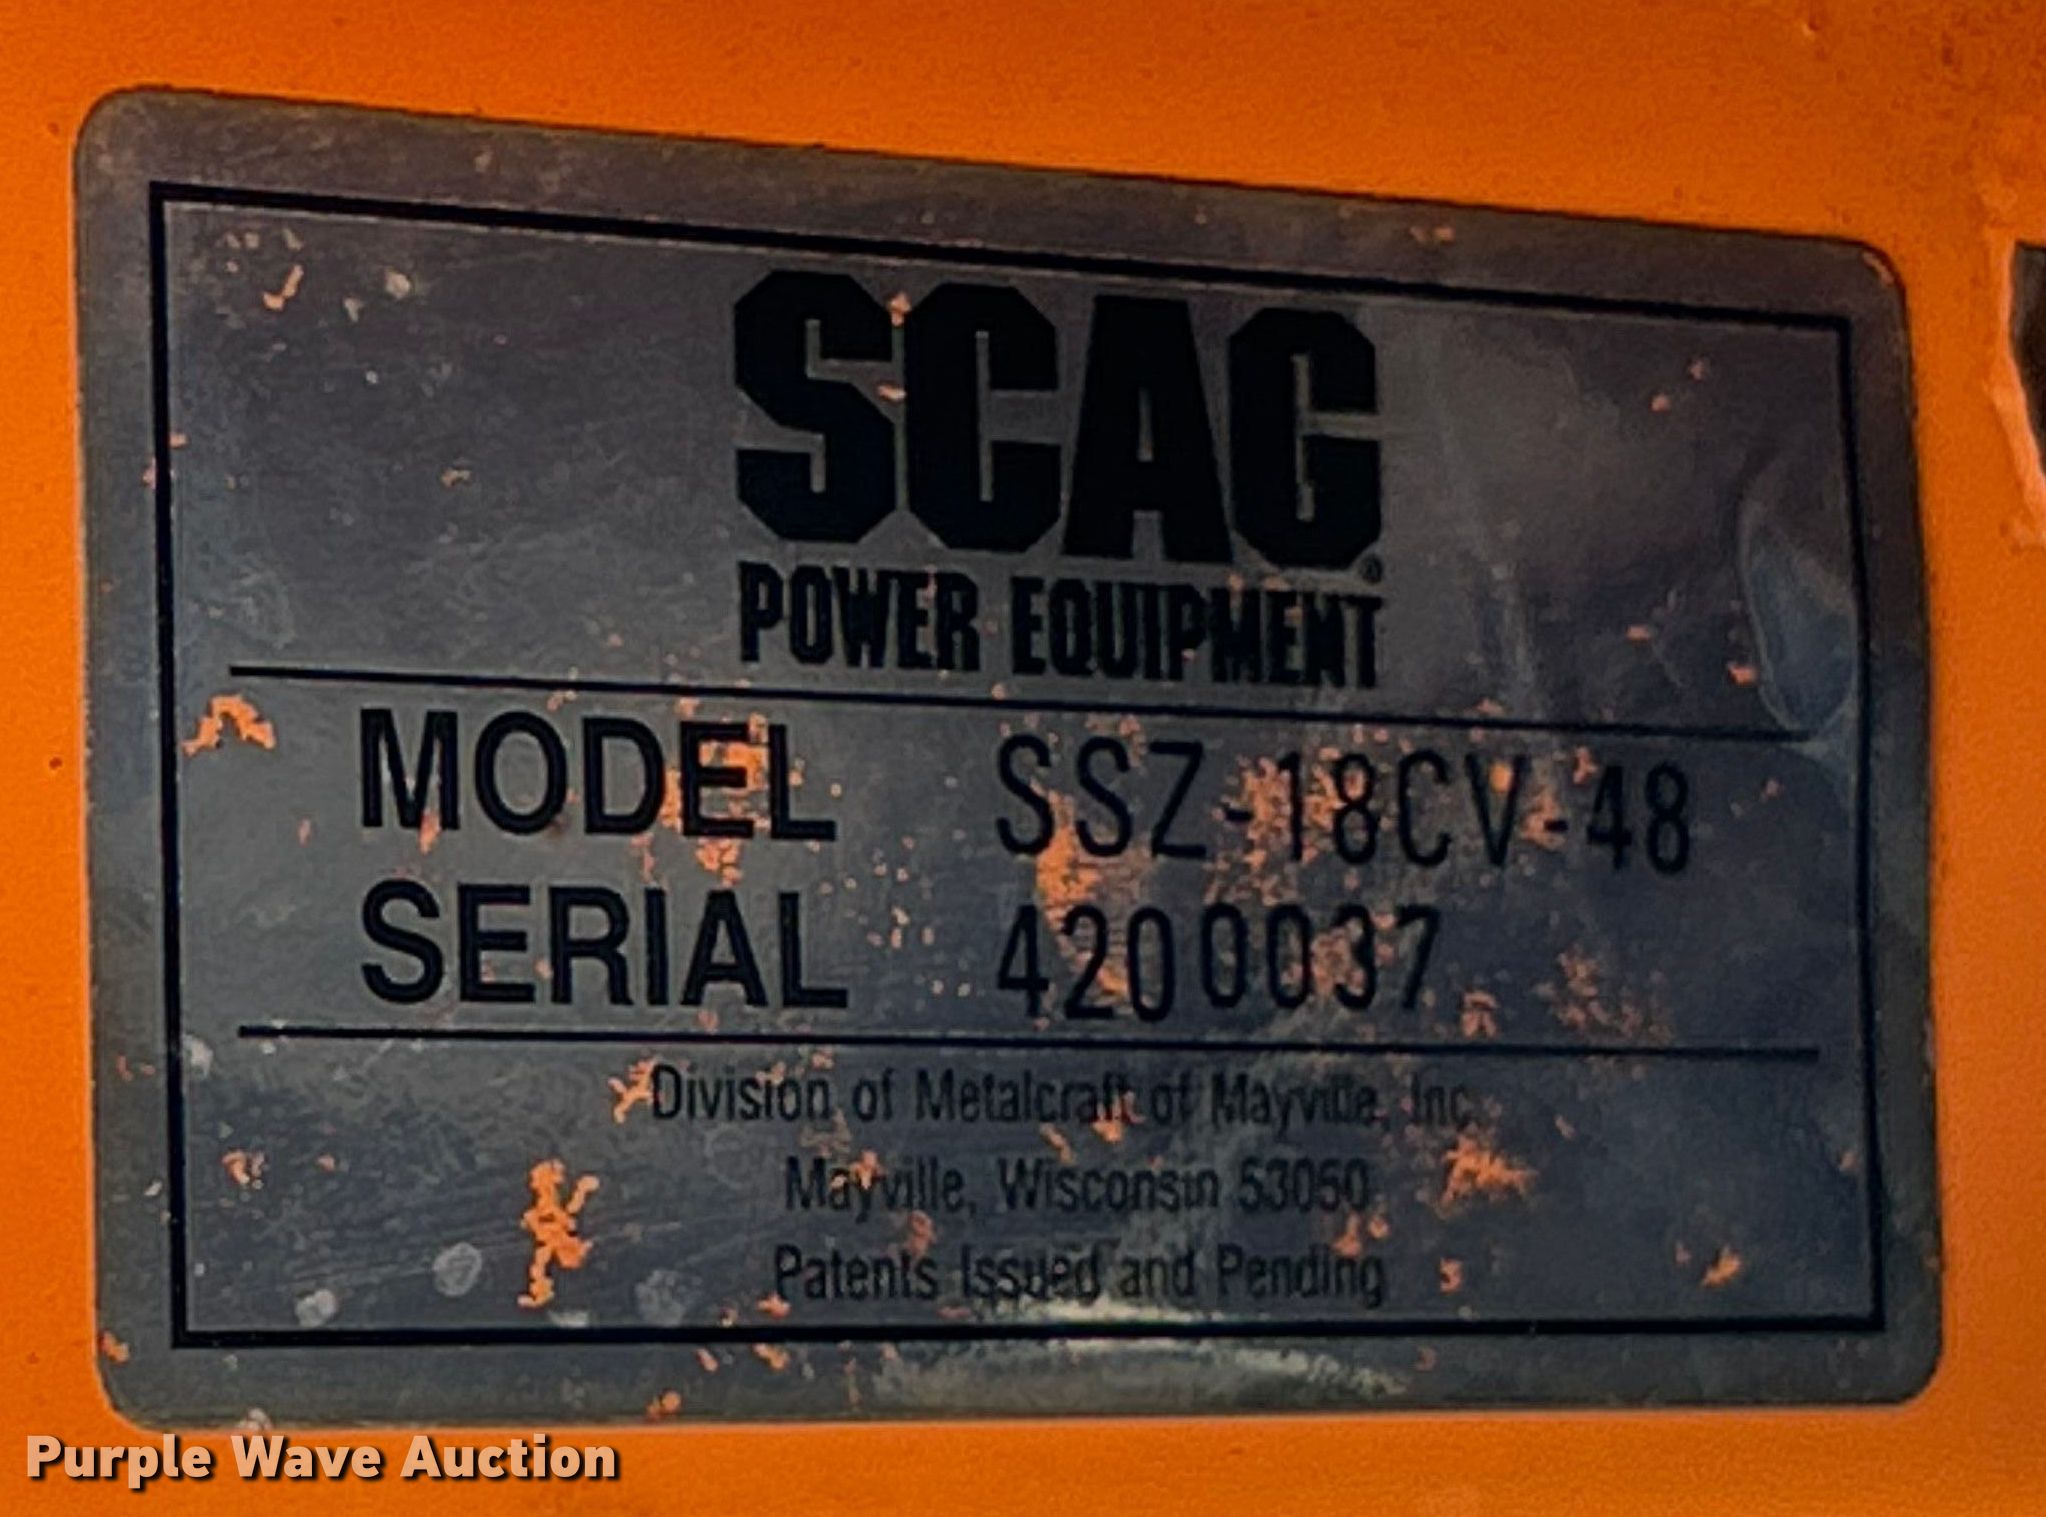 SCAG®
POWER EQUIPMENT
MODEL SSZ-18CV-48
SERIAL 4200037
Division of Metalcraft of Mayville, Inc.
Mayville, Wisconsin 53050
Patents Issued and Pending
Purple Wave Auction